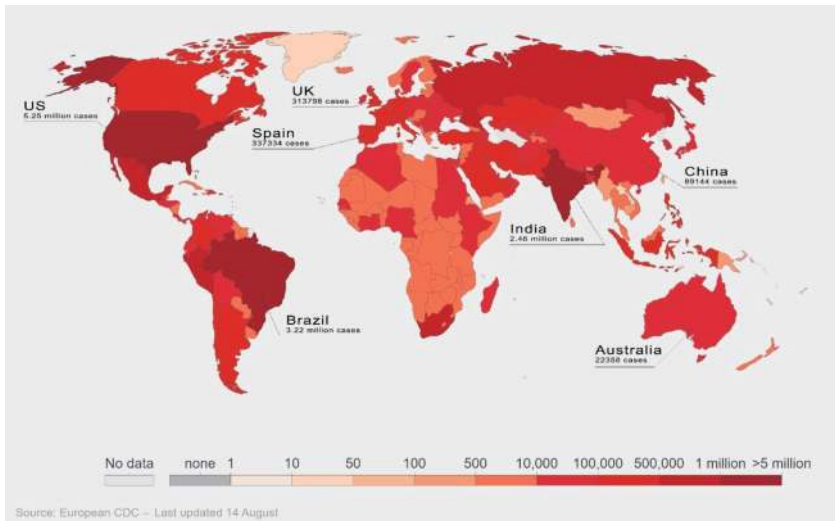 UK
313798 cases
US
5.25 million cases
Spain
337334 cases
China
89144 cases
India
2.46 million cases
Brazil
3.22 million cases
Australia
22358 cases
No data none 1 10 50 100 500 10,000 100,000 500,000 1 million >5 million
Source: European CDC – Last updated 14 August